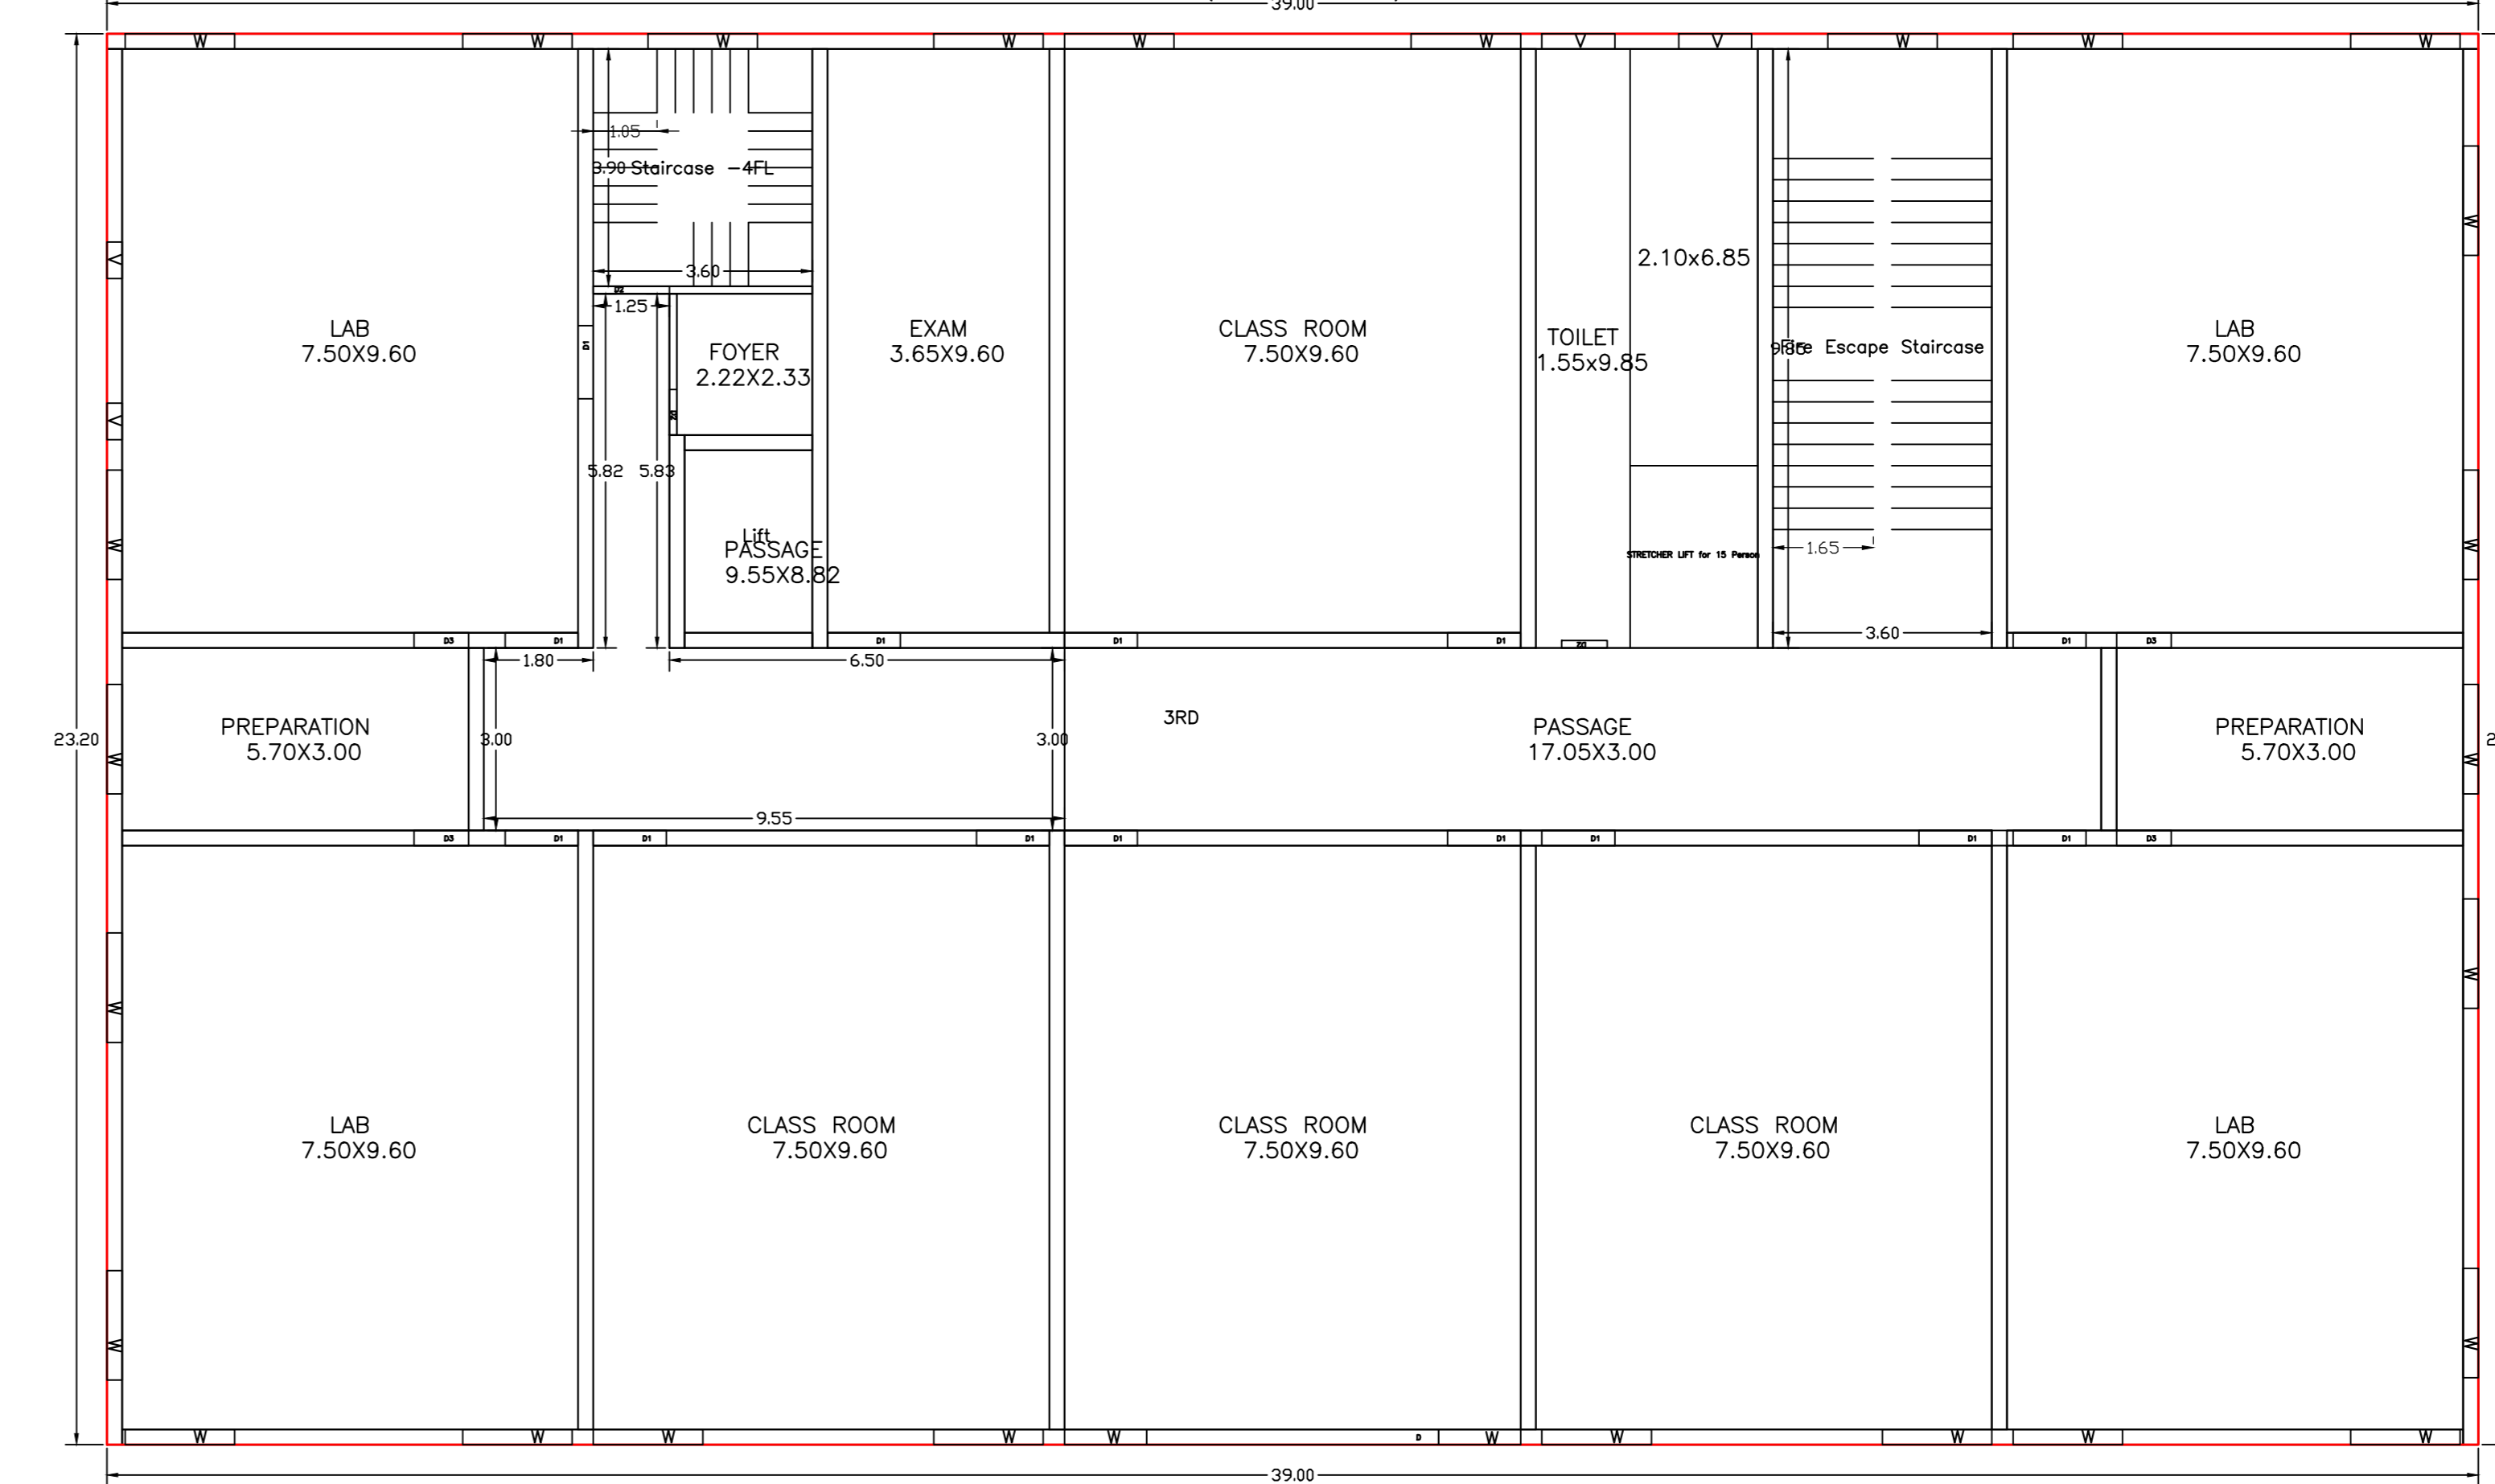 39.00
W W W W W W V V W W W
1.05
3.90 Staircase -4FL
2.10x6.85
3.60
D2
1.25
V
W
LAB
7.50X9.60
D1
FOYER
2.22X2.33
EXAM
3.65X9.60
CLASS ROOM
7.50X9.60
TOILET
1.55x9.85
9.85
Fire Escape Staircase
LAB
7.50X9.60
V
5.82 5.83
Lift
PASSAGE
9.55X8.82
W
STRETCHER LIFT for 15 Person
1.65
W
3.60
D3 D1 D1 D1 D1 D1 D3
1.80
6.50
3RD
PREPARATION
5.70X3.00
PASSAGE
17.05X3.00
PREPARATION
5.70X3.00
23.20
3.00
3.00
W
W
9.55
D3 D1 D1 D1 D1 D1 D1 D1 D1 D3
W
W
LAB
7.50X9.60
CLASS ROOM
7.50X9.60
CLASS ROOM
7.50X9.60
CLASS ROOM
7.50X9.60
LAB
7.50X9.60
W
W
W W W W W D W W W W W
39.00